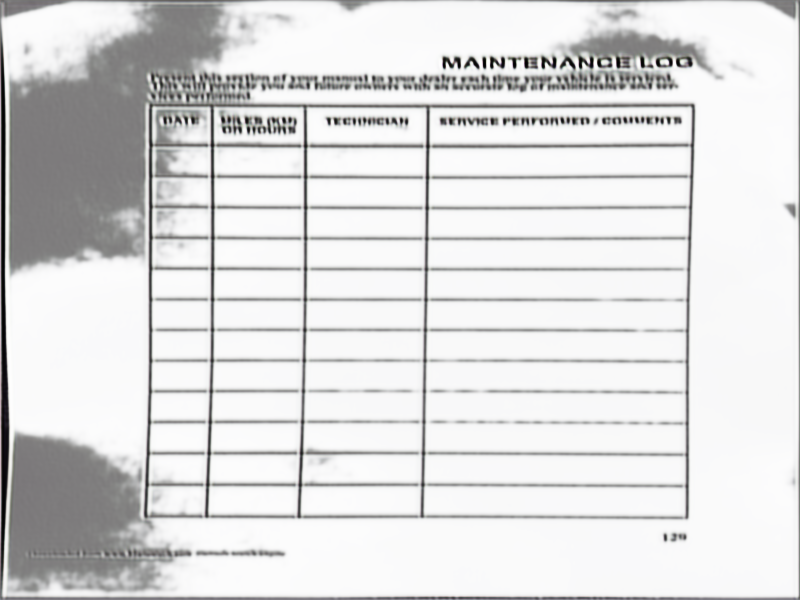 MAINTENANCE LOG
Present this section of your manual to your dealer each time your vehicle is serviced.
This will provide you and future owners with an accurate log of maintenance and ser-
vices performed.
DATE
MILES (KM)
OR HOURS
TECHNICIAN
SERVICE PERFORMED / COMMENTS
129